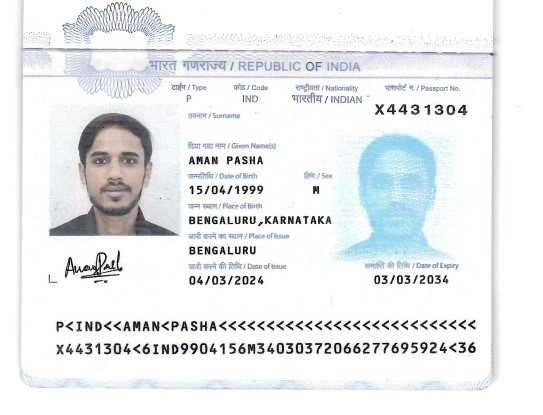 भारत गणराज्य / REPUBLIC OF INDIA
टाईप / Type कोड / Code राष्ट्रीयता / Nationality पासपोर्ट न. / Passport No.
P IND भारतीय / INDIAN X4431304
उपनाम / Surname
दिया गया नाम / Given Name(s)
AMAN PASHA
जन्मतिथि / Date of Birth लिंग / Sex
15/04/1999 M
जन्म स्थान / Place of Birth
BENGALURU,KARNATAKA
जारी करने का स्थान / Place of Issue
BENGALURU
जारी करने की तिथि / Date of Issue समाप्ति की तिथि / Date of Expiry
04/03/2024 03/03/2034
P<IND<<AMAN<PASHA<<<<<<<<<<<<<<<<<<<<<<<<<<<
X4431304<6IND9904156M34030372066277695924<36